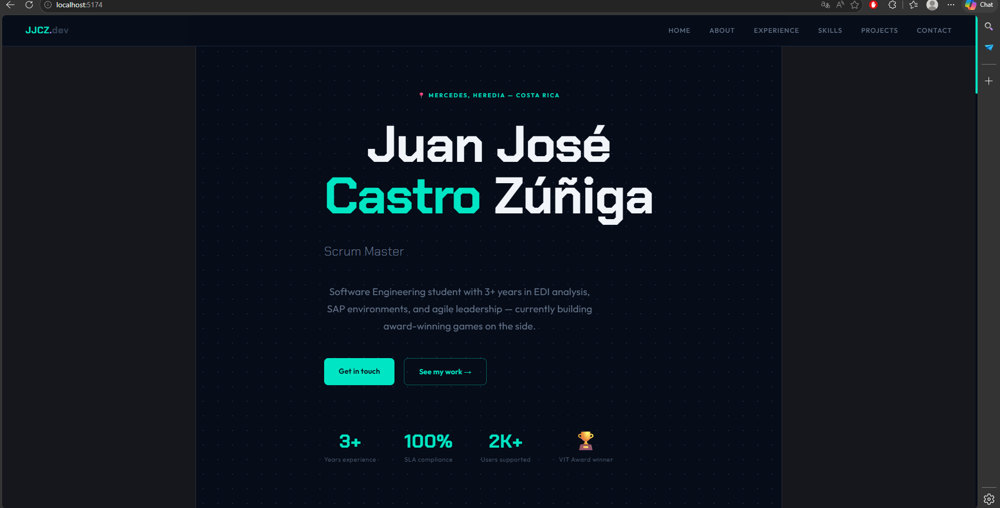 localhost:5174
Chat
JJCZ.dev
HOME ABOUT EXPERIENCE SKILLS PROJECTS CONTACT
MERCEDES, HEREDIA — COSTA RICA
Juan José
Castro Zúñiga
Scrum Master
Software Engineering student with 3+ years in EDI analysis,
SAP environments, and agile leadership — currently building
award-winning games on the side.
Get in touch See my work →
3+ 100% 2K+
Years experience SLA compliance Users supported VIT Award winner